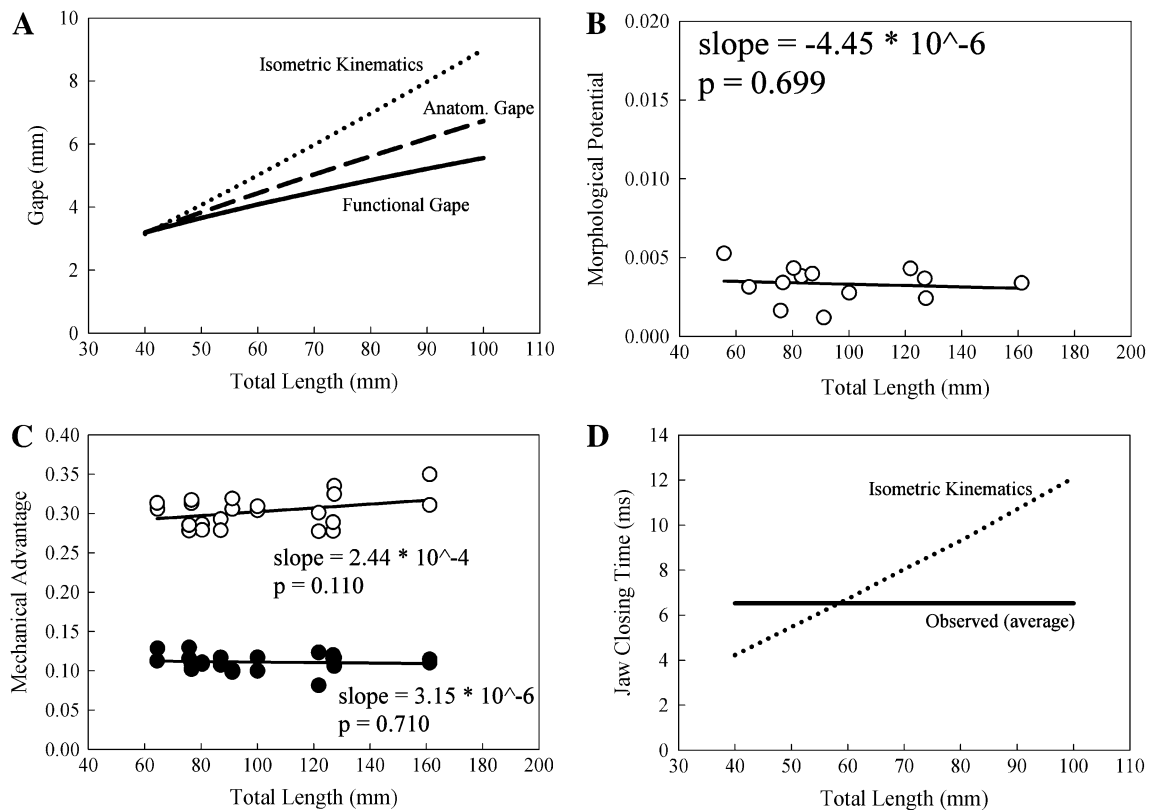 A
Gape (mm)
10
8
6
4
2
0
Isometric Kinematics
Anatom. Gape
Functional Gape
30 40 50 60 70 80 90 100 110
Total Length (mm)
B
Morphological Potential
0.020
0.015
0.010
0.005
0.000
slope = -4.45 * 10^-6
p = 0.699
40 60 80 100 120 140 160 180 200
Total Length (mm)
C
Mechanical Advantage
0.40
0.35
0.30
0.25
0.20
0.15
0.10
0.05
0.00
slope = 2.44 * 10^-4
p = 0.110
slope = 3.15 * 10^-6
p = 0.710
40 60 80 100 120 140 160 180 200
Total Length (mm)
D
Jaw Closing Time (ms)
14
12
10
8
6
4
2
0
Isometric Kinematics
Observed (average)
30 40 50 60 70 80 90 100 110
Total Length (mm)